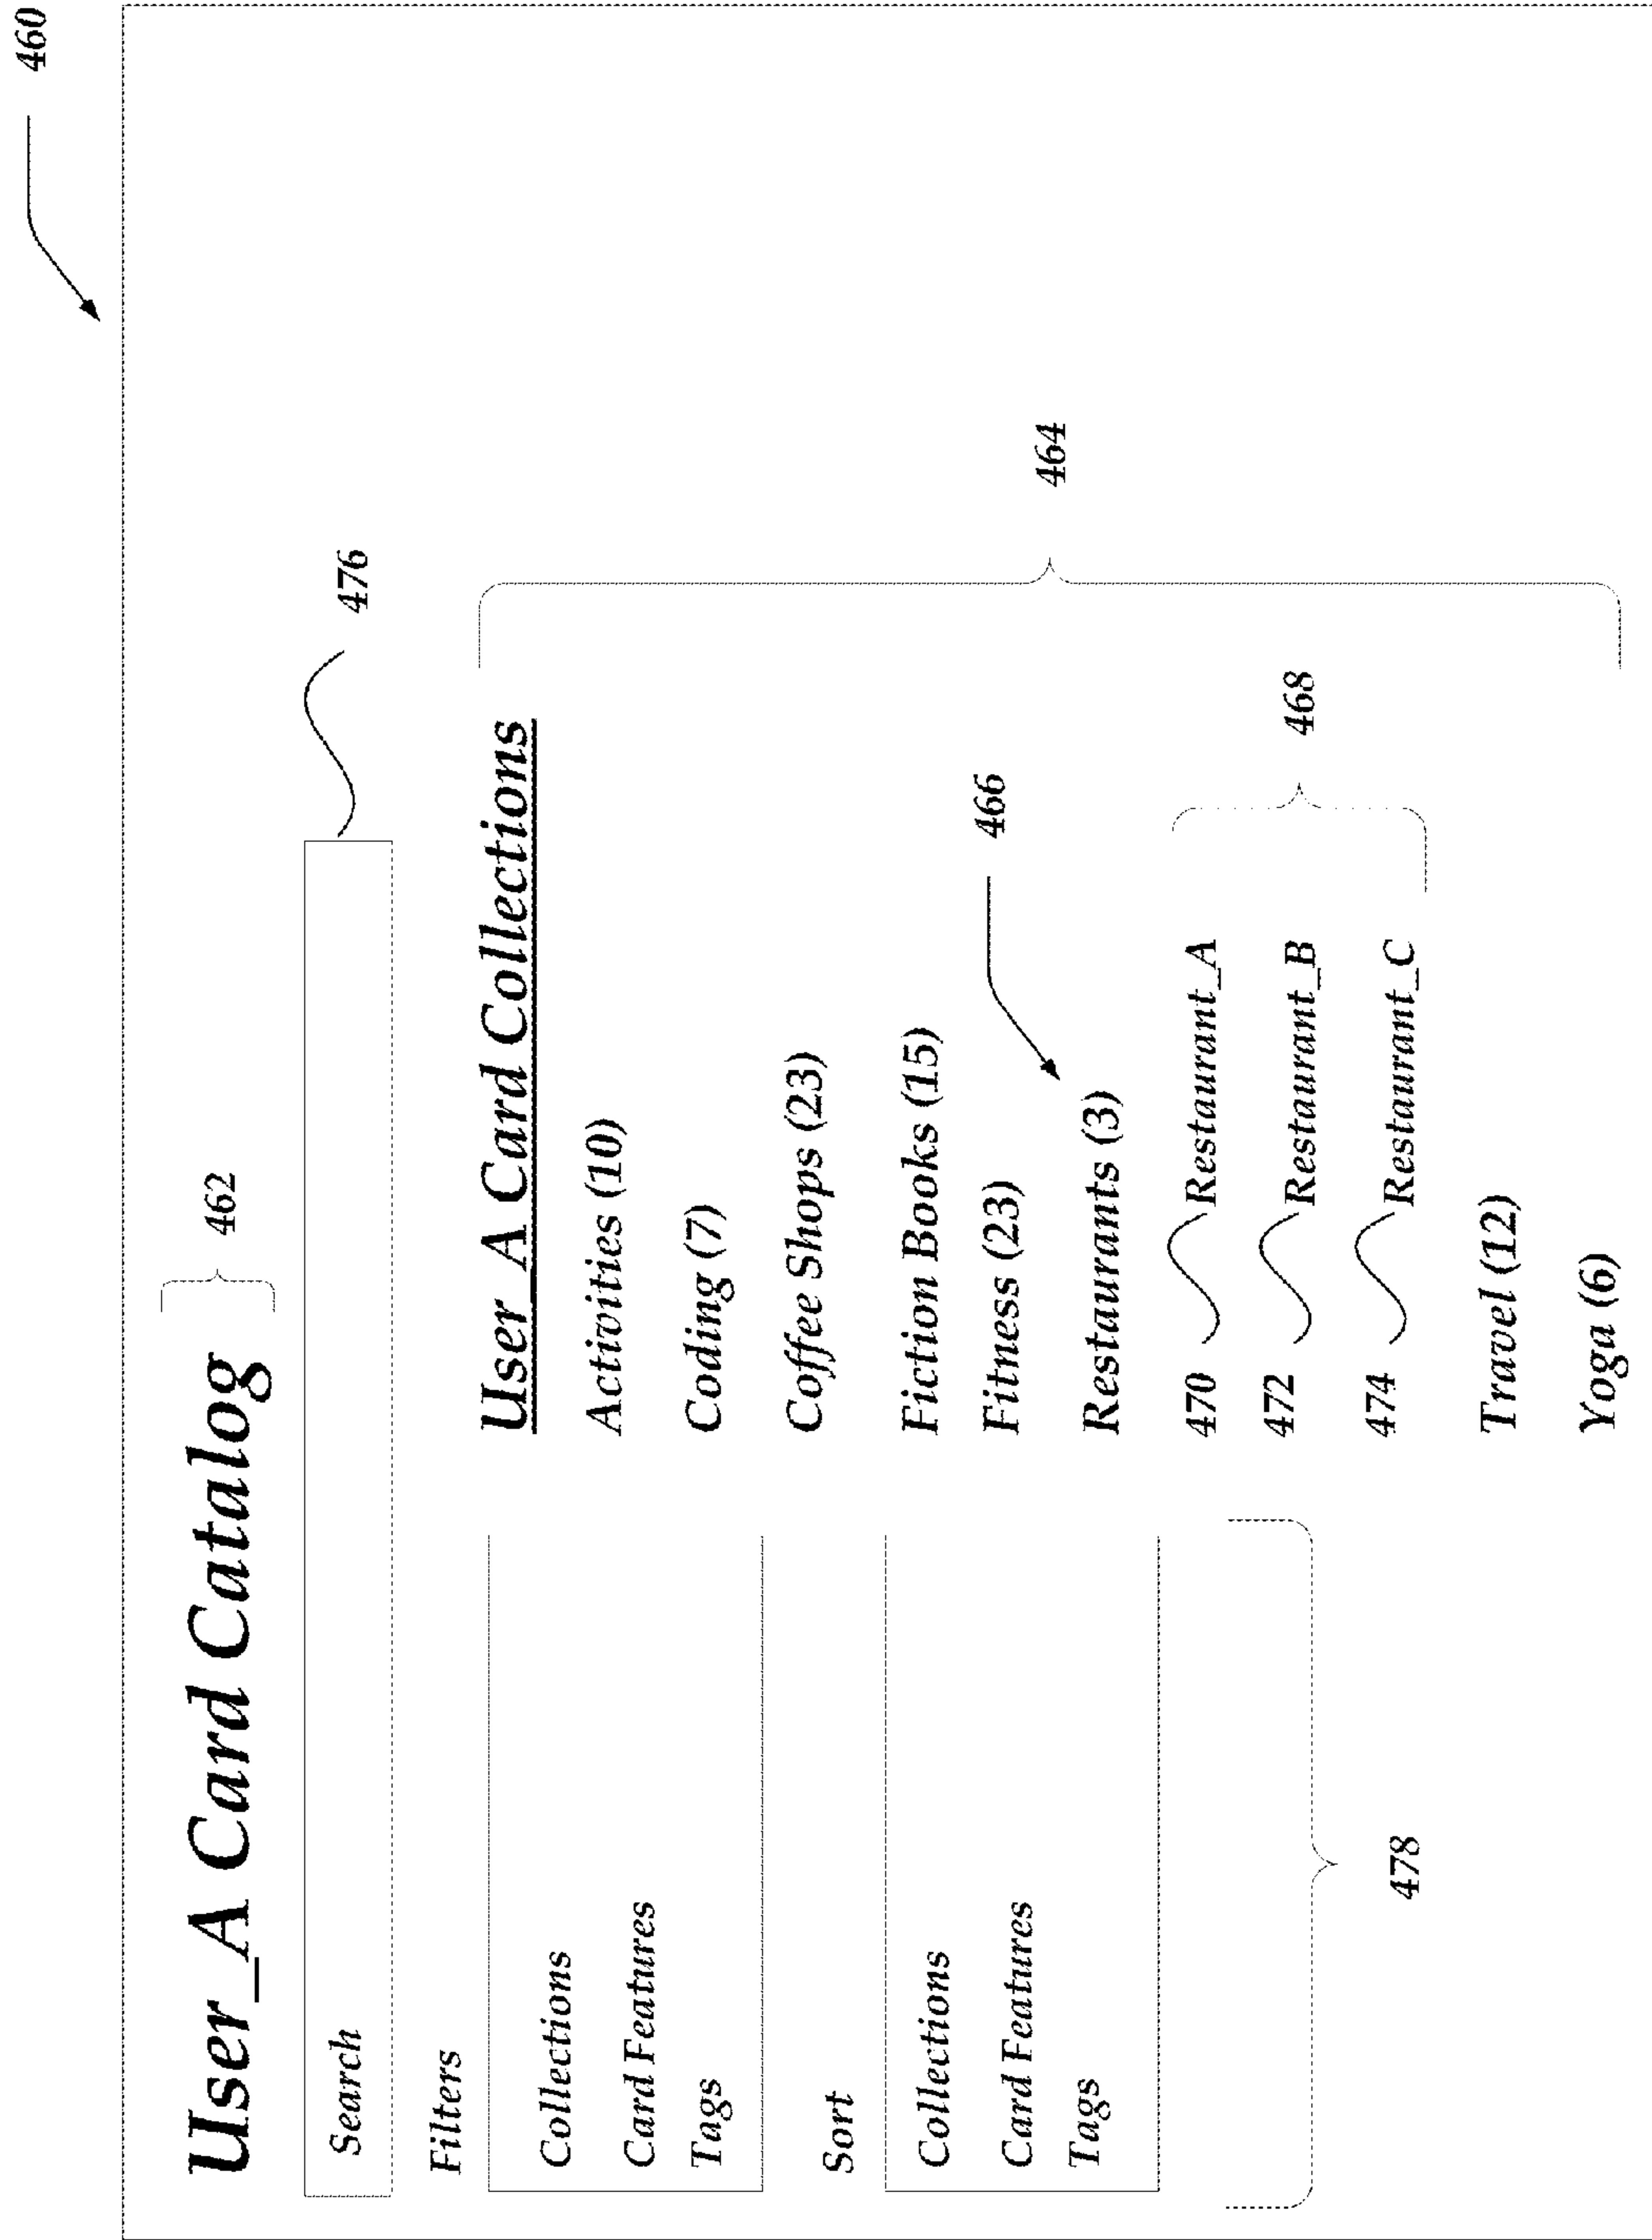 460
User_A Card Catalog 462
Search 476
Filters
Collections
Card Features
Tags
Sort
Collections
Card Features
Tags
478
User_A Card Collections
Activities (10)
Coding (7)
Coffee Shops (23)
Fiction Books (15)
Fitness (23)
466
Restaurants (3)
470 Restaurant_A
472 Restaurant_B
474 Restaurant_C
468
Travel (12)
Yoga (6)
464